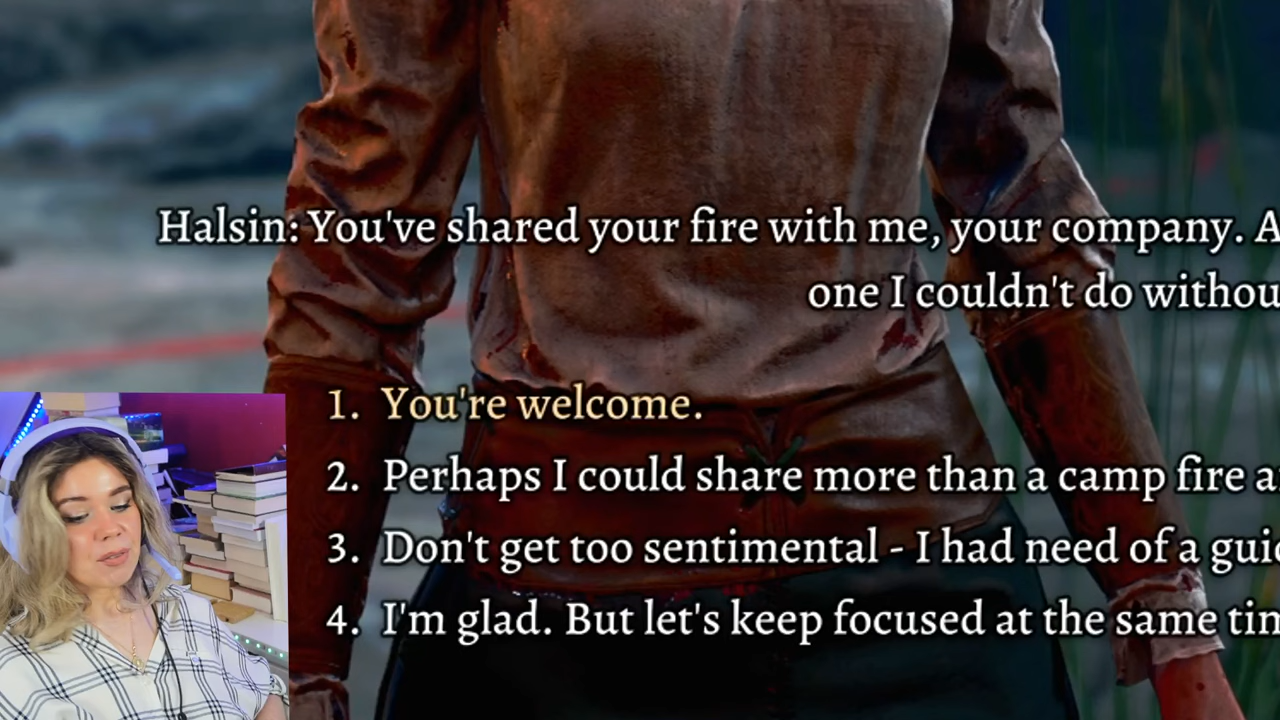 Halsin: You've shared your fire with me, your company. A
one I couldn't do withou
1. You're welcome.
2. Perhaps I could share more than a camp fire a
3. Don't get too sentimental - I had need of a guid
4. I'm glad. But let's keep focused at the same tim